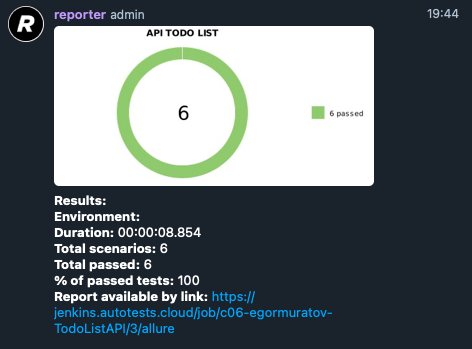 R
reporter admin
19:44
API TODO LIST
6
6 passed
Results:
Environment:
Duration: 00:00:08.854
Total scenarios: 6
Total passed: 6
% of passed tests: 100
Report available by link: https://
jenkins.autotests.cloud/job/c06-egormuratov-
TodoListAPI/3/allure